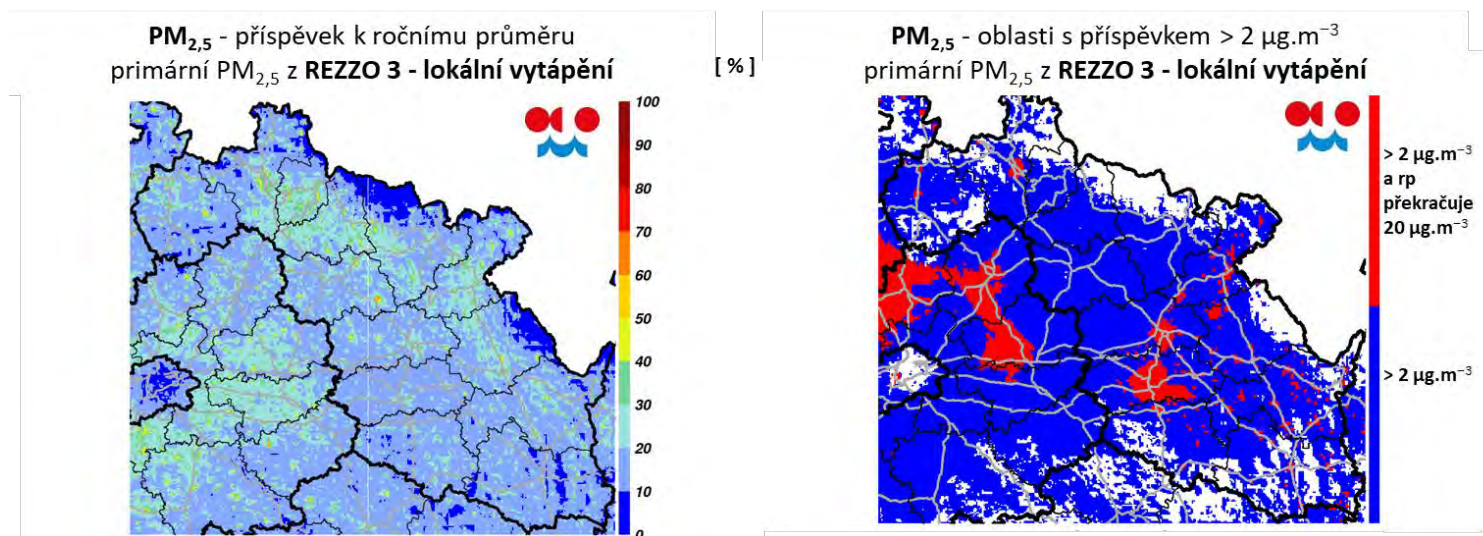 PM2,5 - příspěvek k ročnímu průměru
primární PM2,5 z REZZO 3 - lokální vytápění
[ % ]
100
90
80
70
60
50
40
30
20
10
0
PM2,5 - oblasti s příspěvkem > 2 µg.m−3
primární PM2,5 z REZZO 3 - lokální vytápění
> 2 µg.m−3
a rp
překračuje
20 µg.m−3
> 2 µg.m−3